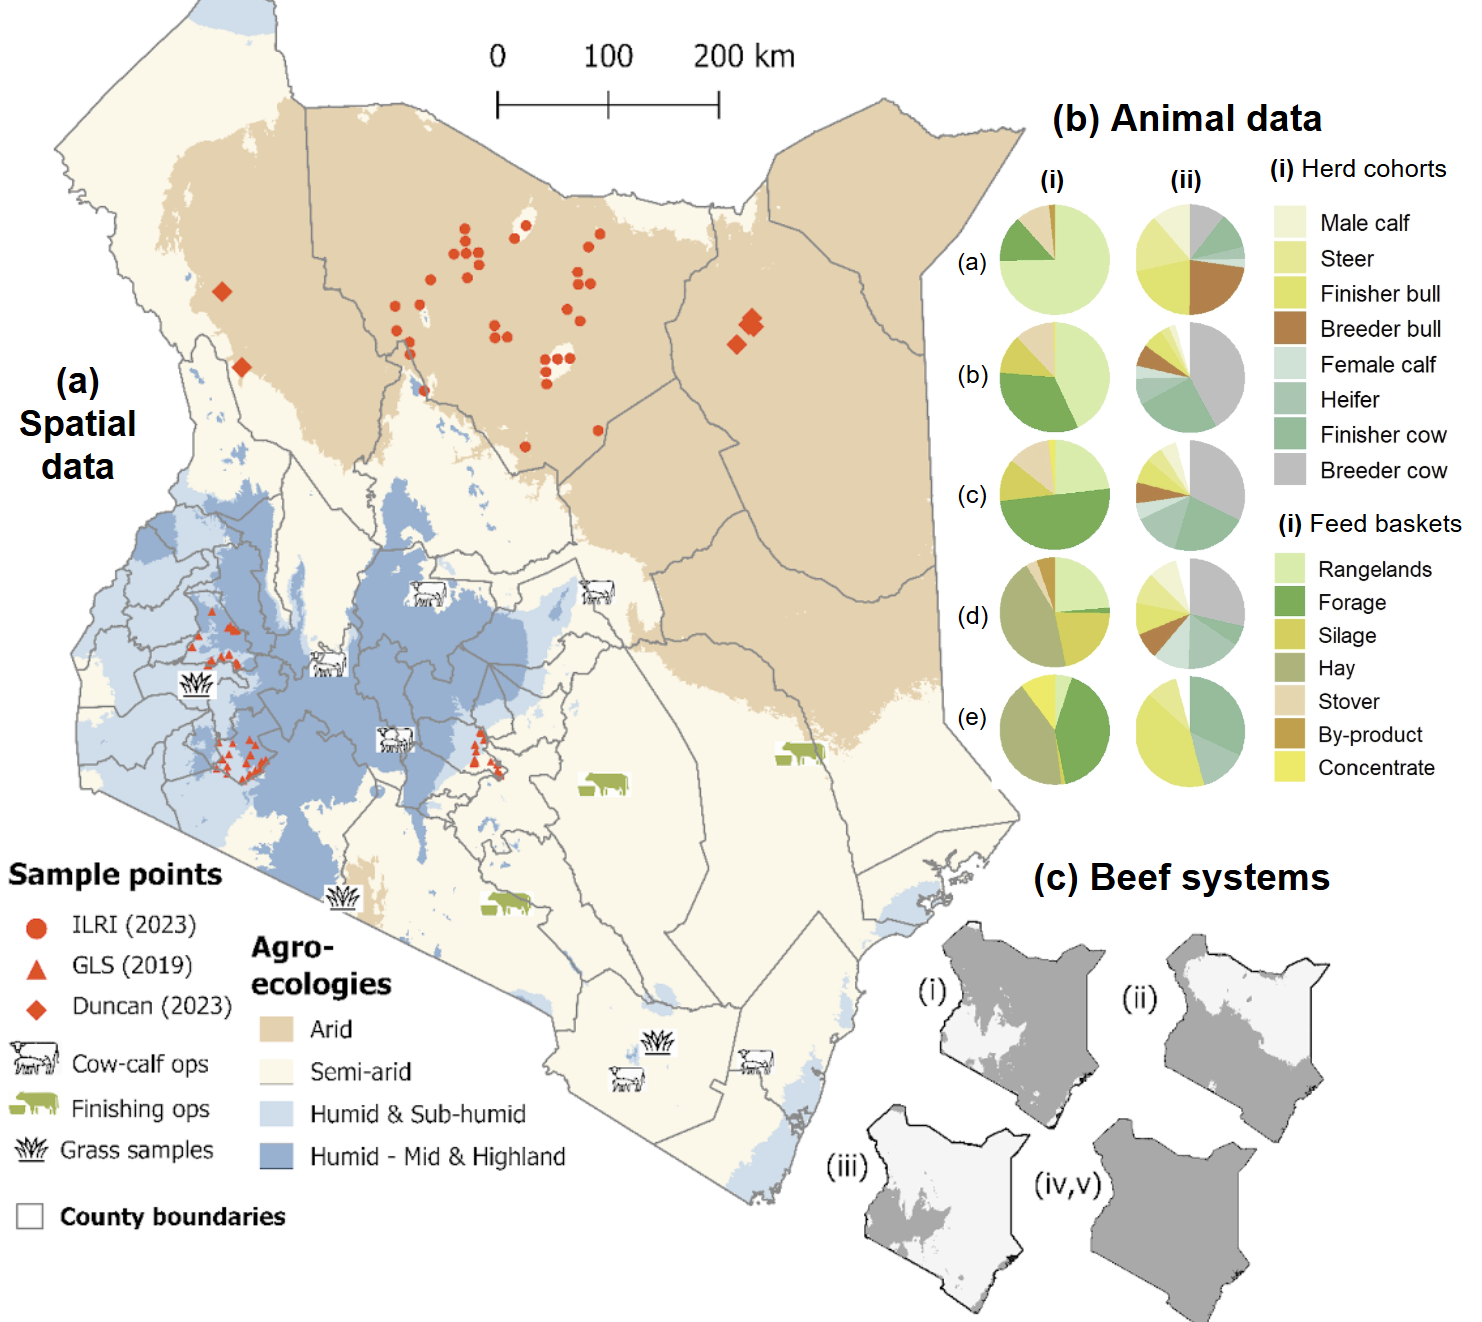 0 100 200 km
(a)
Spatial
data
(b) Animal data
(i) (ii)
(a)
(b)
(c)
(d)
(e)
(i) Herd cohorts
Male calf
Steer
Finisher bull
Breeder bull
Female calf
Heifer
Finisher cow
Breeder cow
(i) Feed baskets
Rangelands
Forage
Silage
Hay
Stover
By-product
Concentrate
Sample points
ILRI (2023)
GLS (2019)
Duncan (2023)
Cow-calf ops
Finishing ops
Grass samples
County boundaries
Agro-
ecologies
Arid
Semi-arid
Humid & Sub-humid
Humid - Mid & Highland
(c) Beef systems
(i)
(ii)
(iii)
(iv,v)